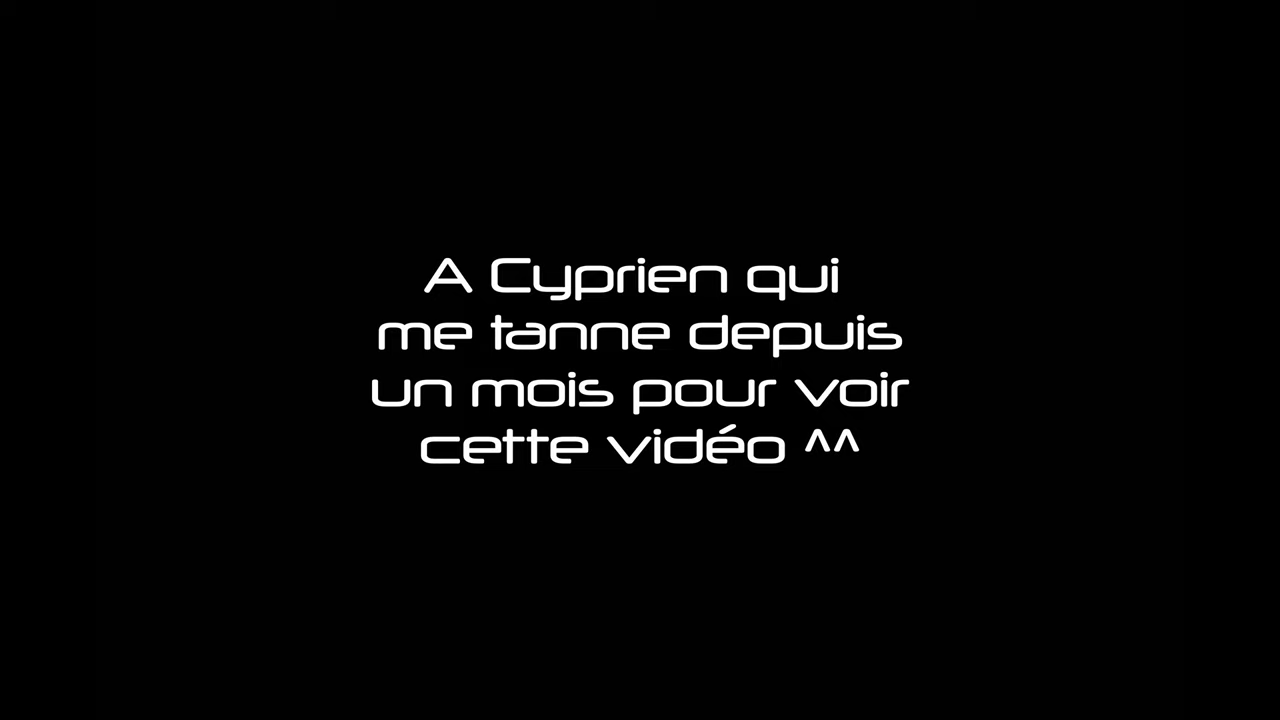 A Cyprien qui
me tanne depuis
un mois pour voir
cette vidéo ^^